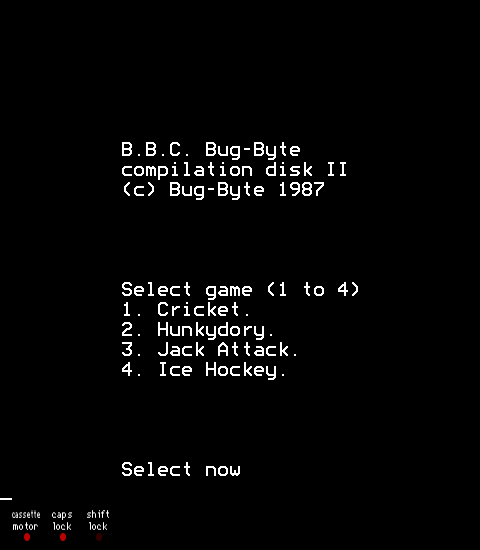 B.B.C. Bug-Byte
compilation disk II
(c) Bug-Byte 1987
Select game (1 to 4)
1. Cricket.
2. Hunkydory.
3. Jack Attack.
4. Ice Hockey.
Select now
cassette motor
caps lock
shift lock